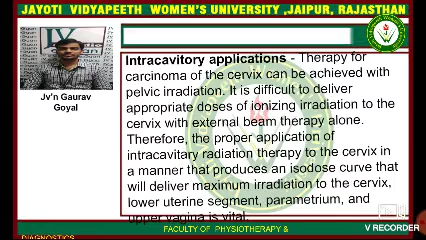 JAYOTI VIDYAPEETH WOMEN'S UNIVERSITY ,JAIPUR, RAJASTHAN
Jv'n Gaurav
Goyal
Intracavitory applications - Therapy for
carcinoma of the cervix can be achieved with
pelvic irradiation. It is difficult to deliver
appropriate doses of ionizing irradiation to the
cervix with external beam therapy alone.
Therefore, the proper application of
intracavitary radiation therapy to the cervix in
a manner that produces an isodose curve that
will deliver maximum irradiation to the cervix,
lower uterine segment, parametrium, and
upper vagina is vital.
FACULTY OF PHYSIOTHERAPY &
DIAGNOSTICS
V RECORDER